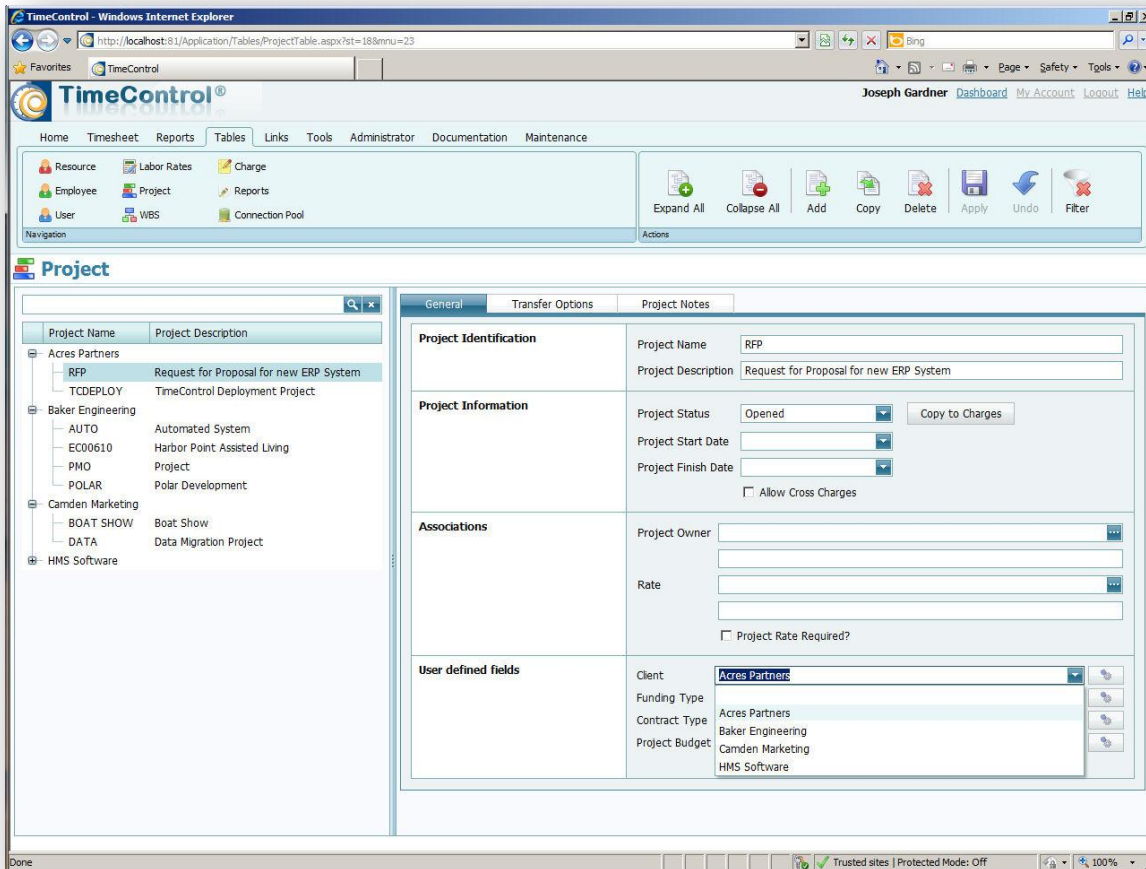 TimeControl - Windows Internet Explorer
http://localhost:81/Application/Tables/ProjectTable.aspx?st=18&mnu=23
Bing
Favorites TimeControl
Page Safety Tools
TimeControl®
Joseph Gardner Dashboard My Account Logout Help
Home Timesheet Reports Tables Links Tools Administrator Documentation Maintenance
Resource Labor Rates Charge
Employee Project Reports
User WBS Connection Pool
Expand All Collapse All Add Copy Delete Apply Undo Filter
Navigation Actions
Project
General Transfer Options Project Notes
Project Name Project Description
Acres Partners
RFP Request for Proposal for new ERP System
TCDEPLOY TimeControl Deployment Project
Baker Engineering
AUTO Automated System
EC00610 Harbor Point Assisted Living
PMO Project
POLAR Polar Development
Camden Marketing
BOAT SHOW Boat Show
DATA Data Migration Project
HMS Software
Project Identification
Project Name RFP
Project Description Request for Proposal for new ERP System
Project Information
Project Status Opened Copy to Charges
Project Start Date
Project Finish Date
Allow Cross Charges
Associations
Project Owner
Rate
Project Rate Required?
User defined fields
Client Acres Partners
Funding Type
Contract Type
Project Budget
Acres Partners
Baker Engineering
Camden Marketing
HMS Software
Done Trusted sites | Protected Mode: Off 100%